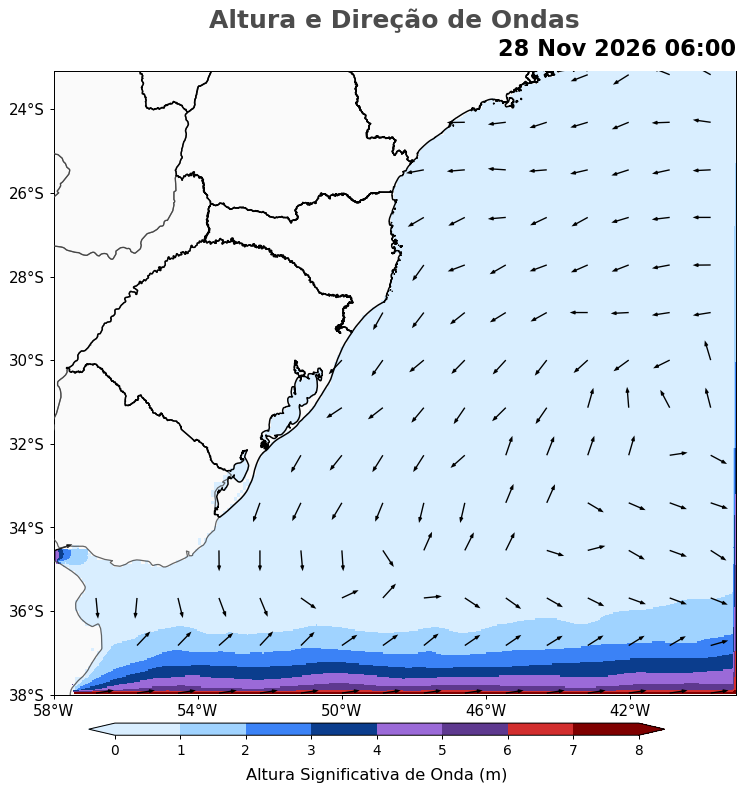 Altura e Direção de Ondas
28 Nov 2026 06:00
24°S
26°S
28°S
30°S
32°S
34°S
36°S
38°S
58°W 54°W 50°W 46°W 42°W
0 1 2 3 4 5 6 7 8
Altura Significativa de Onda (m)